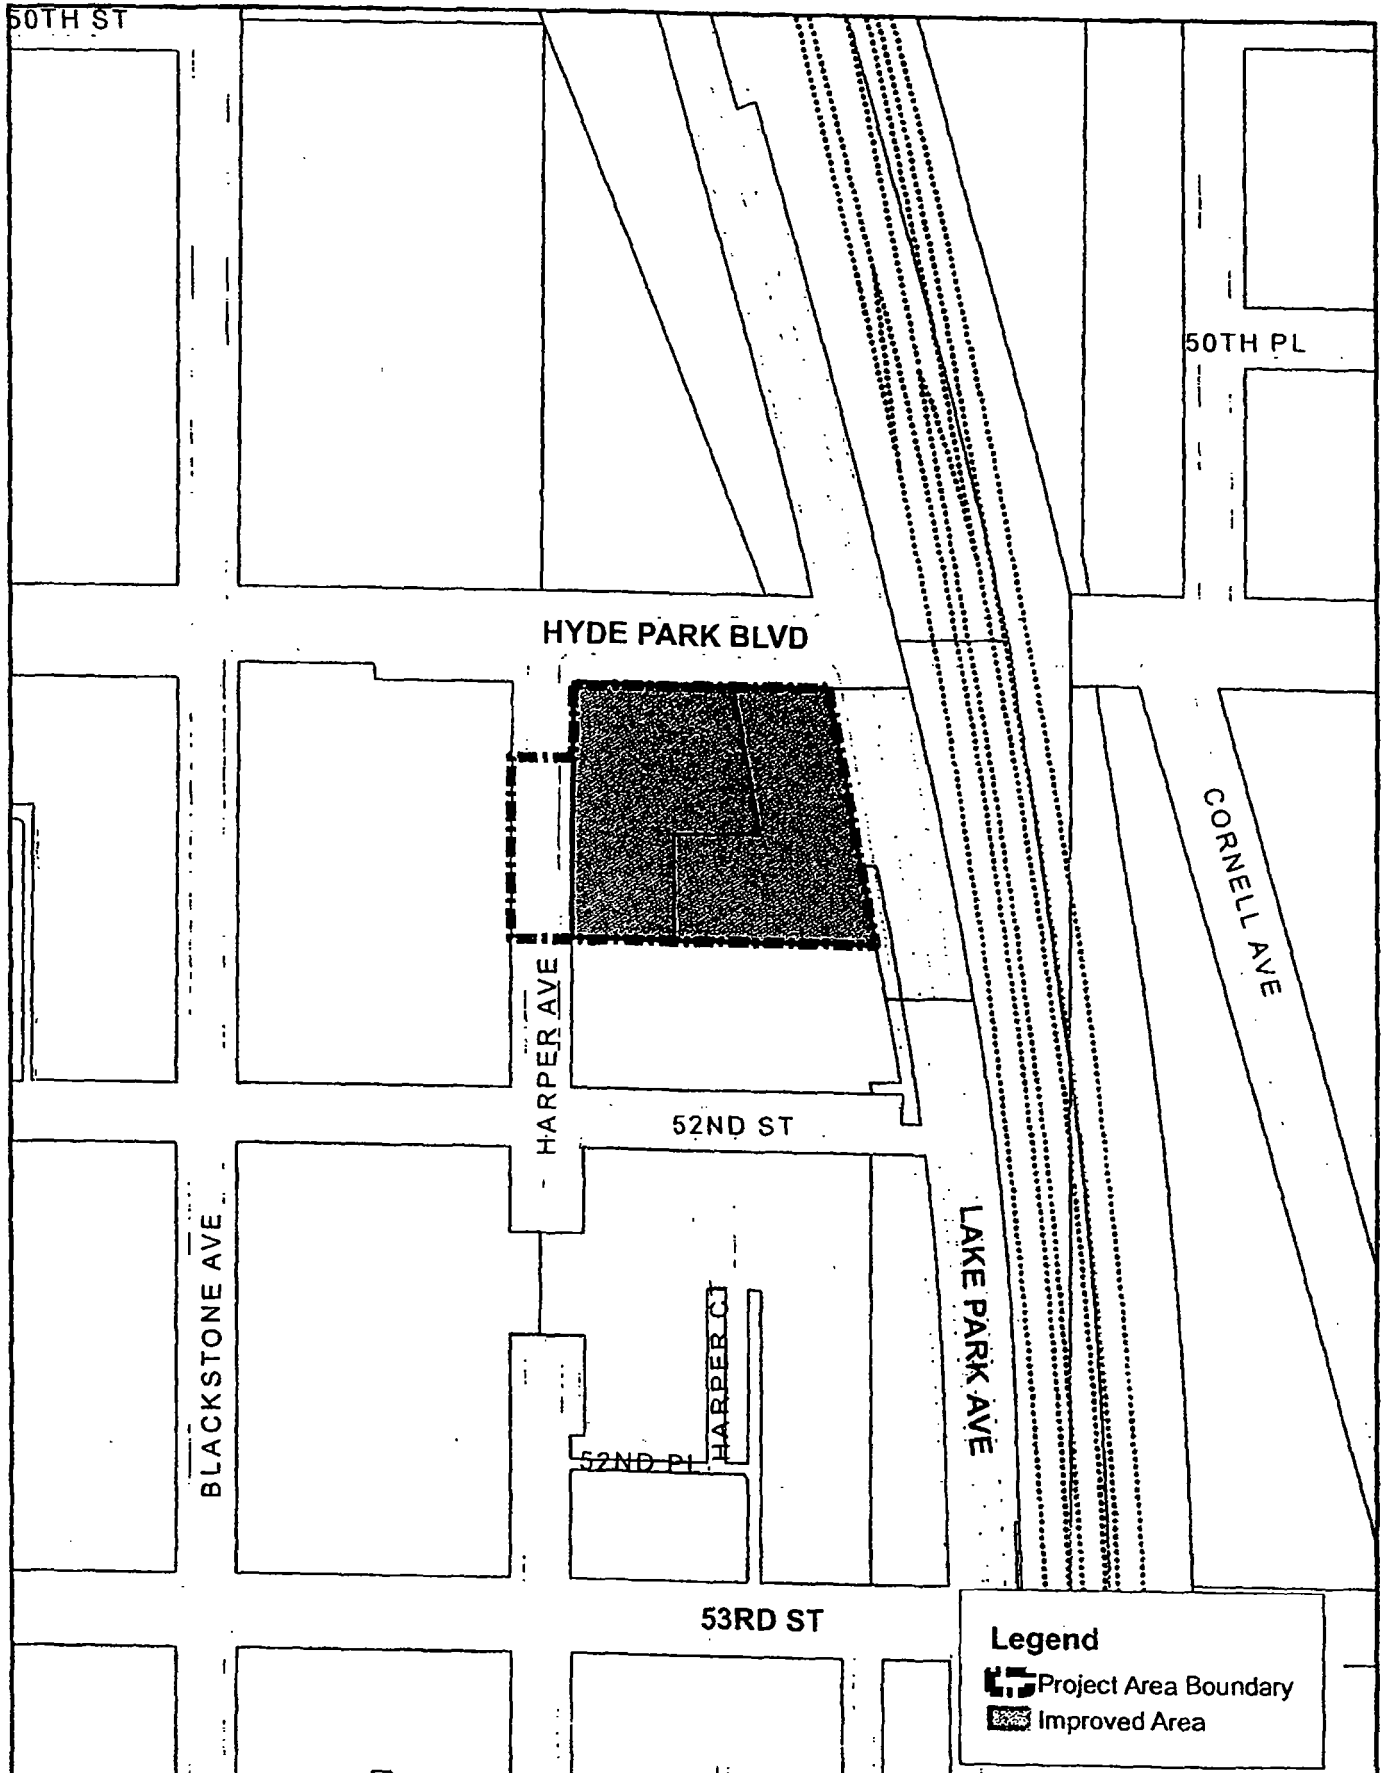 50TH ST
50TH PL
HYDE PARK BLVD
CORNELL AVE
HARPER AVE
52ND ST
LAKE PARK AVE
BLACKSTONE AVE
HARPER CT
52ND PL
53RD ST
Legend
Project Area Boundary
Improved Area